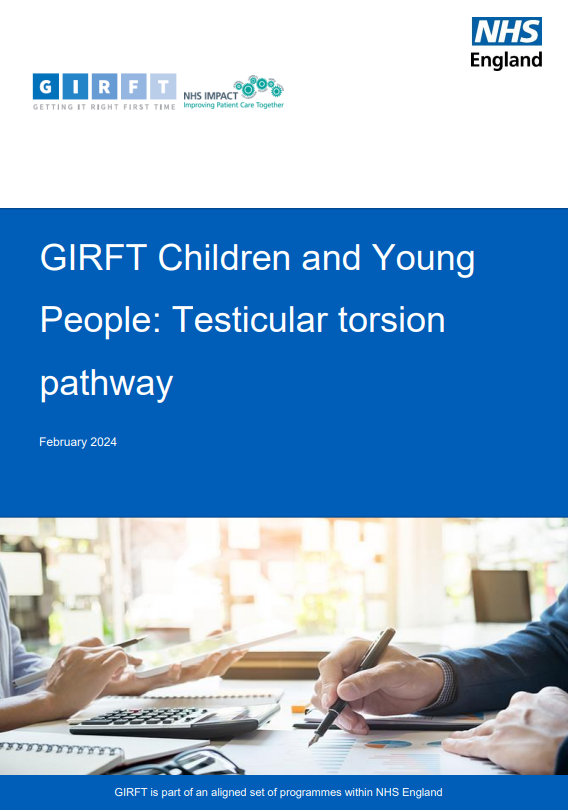 NHS
England
GIRFT
GETTING IT RIGHT FIRST TIME
NHS IMPACT
Improving Patient Care Together
GIRFT Children and Young
People: Testicular torsion
pathway
February 2024
GIRFT is part of an aligned set of programmes within NHS England